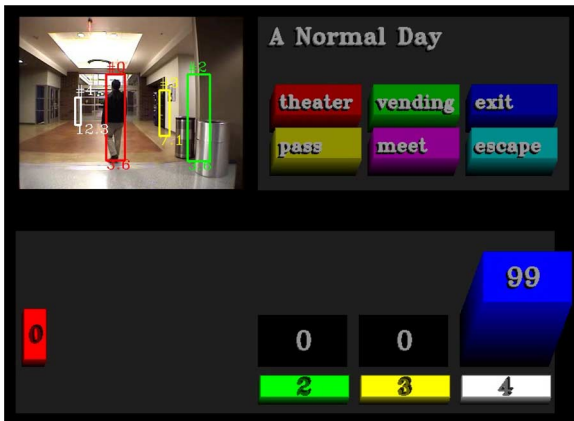 A Normal Day
theater vending exit
pass meet escape
#0
12.3
3.6
7.1
99
0
0 0
2 3 4